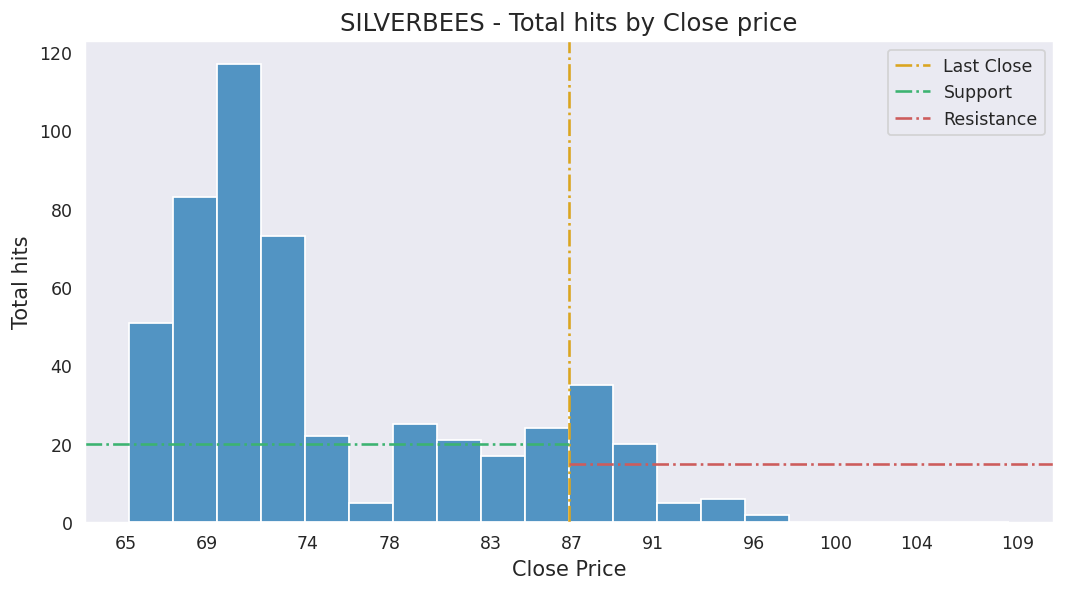 SILVERBEES - Total hits by Close price
Last Close
Support
Resistance
Total hits
120
100
80
60
40
20
0
65 69 74 78 83 87 91 96 100 104 109
Close Price